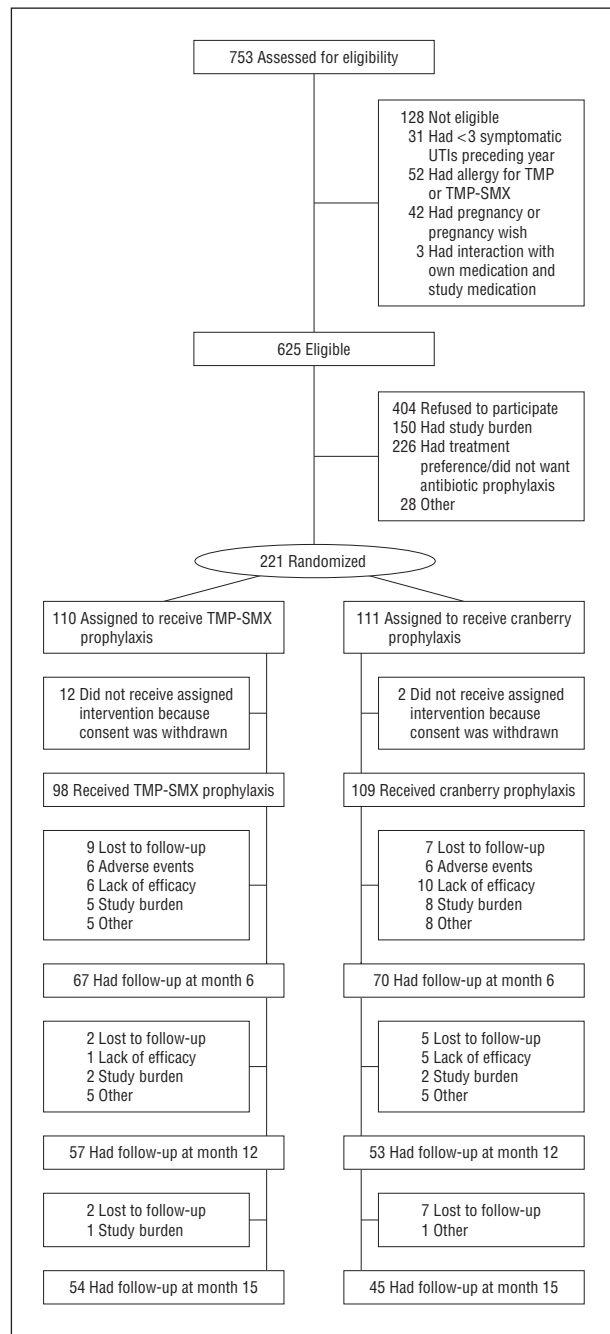 753 Assessed for eligibility
128 Not eligible
31 Had <3 symptomatic
UTIs preceding year
52 Had allergy for TMP
or TMP-SMX
42 Had pregnancy or
pregnancy wish
3 Had interaction with
own medication and
study medication
625 Eligible
404 Refused to participate
150 Had study burden
226 Had treatment
preference/did not want
antibiotic prophylaxis
28 Other
221 Randomized
110 Assigned to receive TMP-SMX
prophylaxis
111 Assigned to receive cranberry
prophylaxis
12 Did not receive assigned
intervention because
consent was withdrawn
2 Did not receive assigned
intervention because
consent was withdrawn
98 Received TMP-SMX prophylaxis
109 Received cranberry prophylaxis
9 Lost to follow-up
6 Adverse events
6 Lack of efficacy
5 Study burden
5 Other
7 Lost to follow-up
6 Adverse events
10 Lack of efficacy
8 Study burden
8 Other
67 Had follow-up at month 6
70 Had follow-up at month 6
2 Lost to follow-up
1 Lack of efficacy
2 Study burden
5 Other
5 Lost to follow-up
5 Lack of efficacy
2 Study burden
5 Other
57 Had follow-up at month 12
53 Had follow-up at month 12
2 Lost to follow-up
1 Study burden
7 Lost to follow-up
1 Other
54 Had follow-up at month 15
45 Had follow-up at month 15